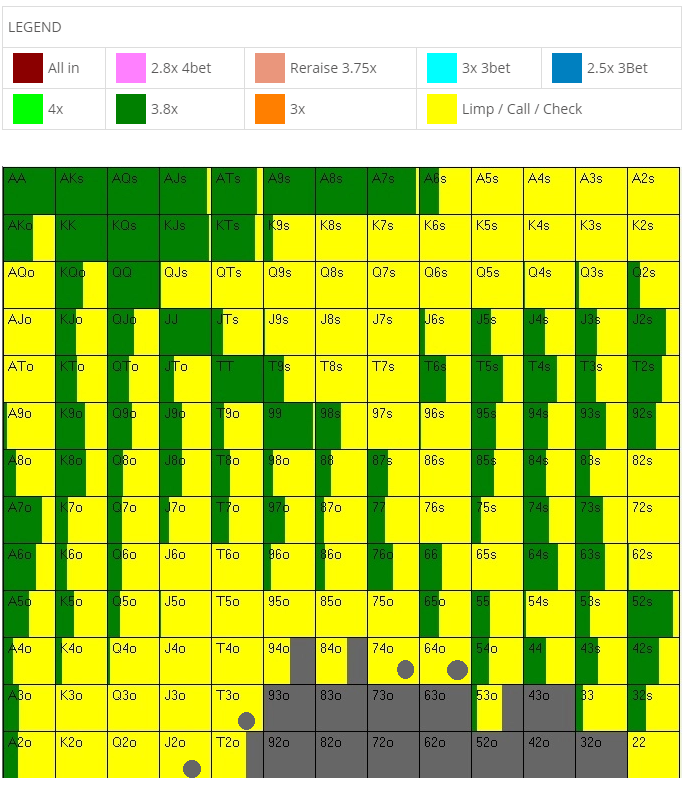 LEGEND
All in 2.8x 4bet Reraise 3.75x 3x 3bet 2.5x 3Bet
4x 3.8x 3x Limp / Call / Check
AA AKs AQs AJs ATs A9s A8s A7s A6s A5s A4s A3s A2s
AKo KK KQs KJs KTs K9s K8s K7s K6s K5s K4s K3s K2s
AQo KQo QQ QJs QTs Q9s Q8s Q7s Q6s Q5s Q4s Q3s Q2s
AJo KJo QJo JJ JTs J9s J8s J7s J6s J5s J4s J3s J2s
ATo KTo QTo JTo TT T9s T8s T7s T6s T5s T4s T3s T2s
A9o K9o Q9o J9o T9o 99 98s 97s 96s 95s 94s 93s 92s
A8o K8o Q8o J8o T8o 98o 88 87s 86s 85s 84s 83s 82s
A7o K7o Q7o J7o T7o 97o 87o 77 76s 75s 74s 73s 72s
A6o K6o Q6o J6o T6o 96o 86o 76o 66 65s 64s 63s 62s
A5o K5o Q5o J5o T5o 95o 85o 75o 65o 55 54s 53s 52s
A4o K4o Q4o J4o T4o 94o 84o 74o 64o 54o 44 43s 42s
A3o K3o Q3o J3o T3o 93o 83o 73o 63o 53o 43o 33 32s
A2o K2o Q2o J2o T2o 92o 82o 72o 62o 52o 42o 32o 22